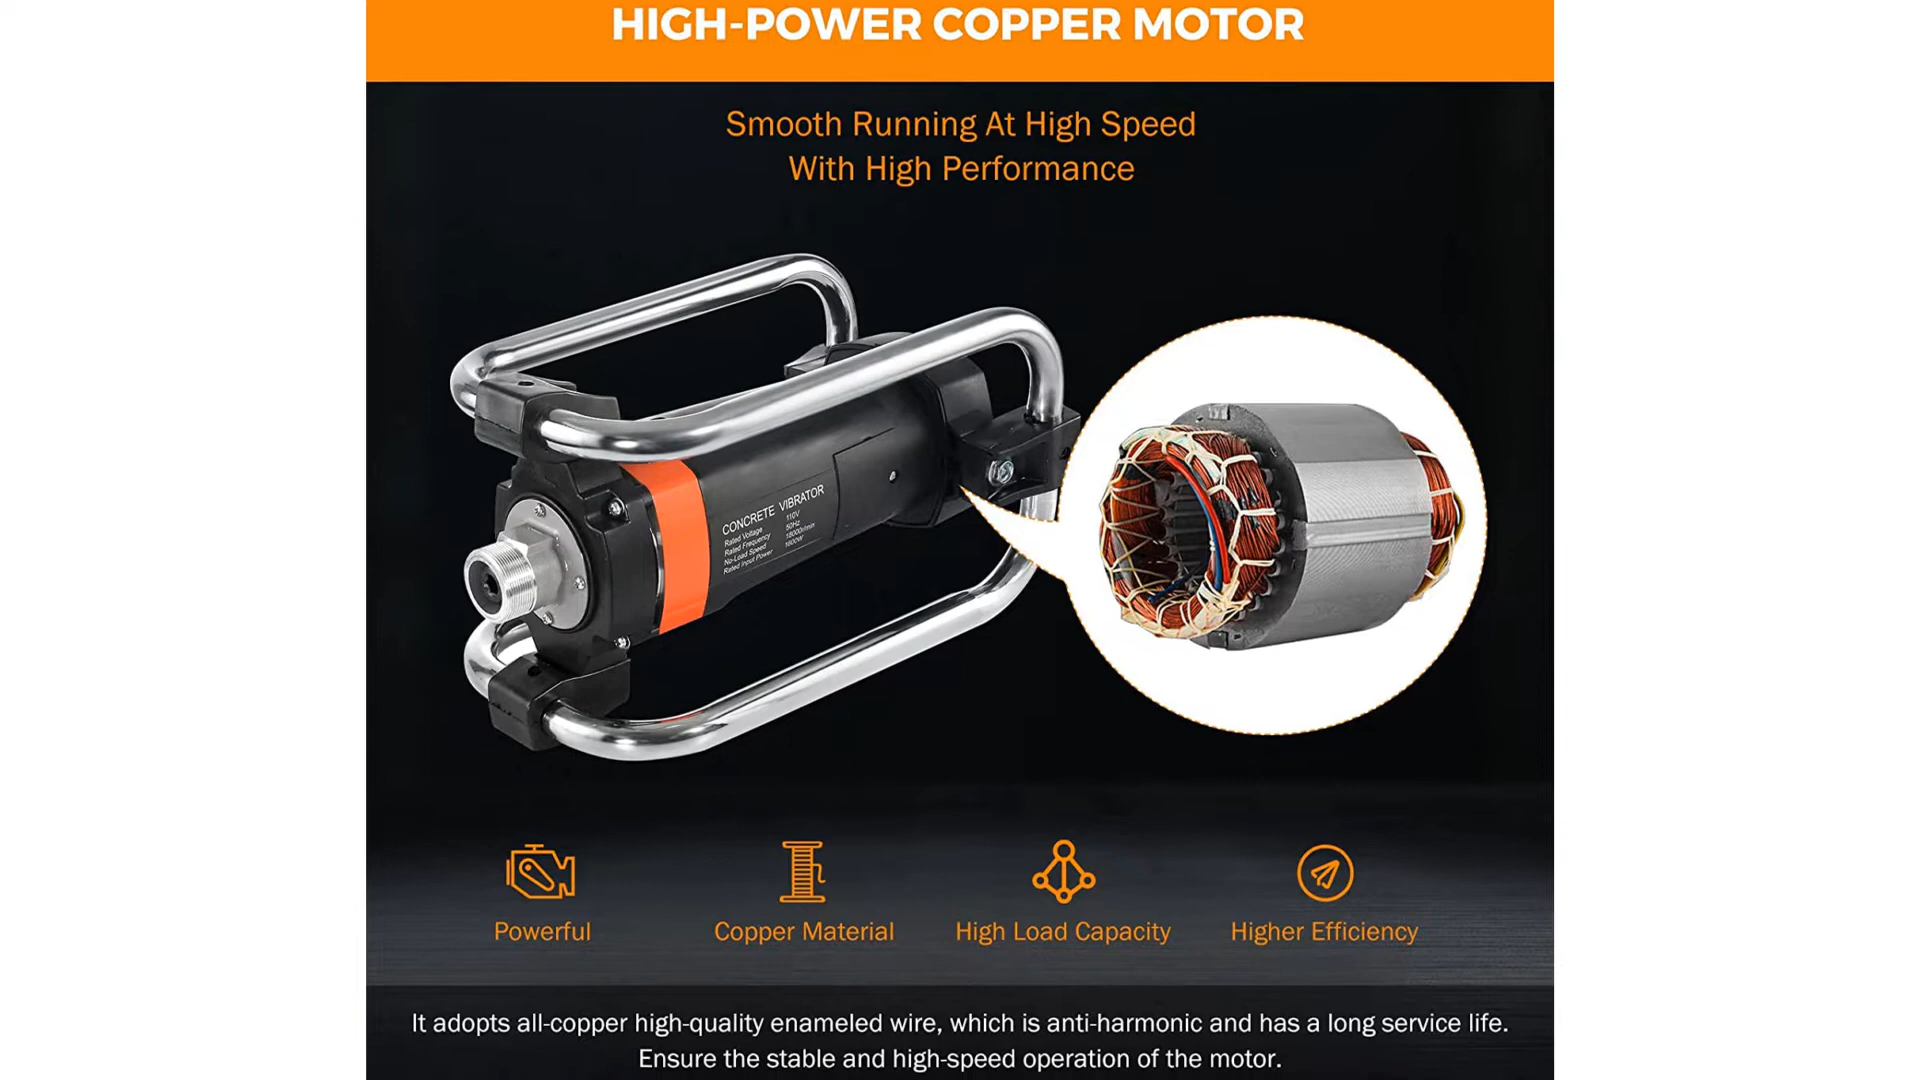 HIGH-POWER COPPER MOTOR
Smooth Running At High Speed
With High Performance
CONCRETE VIBRATOR
Rated Voltage 110V
Rated Frequency 50Hz
No-Load Speed 18000r/min
Rated Input Power 1600W
Powerful
Copper Material
High Load Capacity
Higher Efficiency
It adopts all-copper high-quality enameled wire, which is anti-harmonic and has a long service life.
Ensure the stable and high-speed operation of the motor.